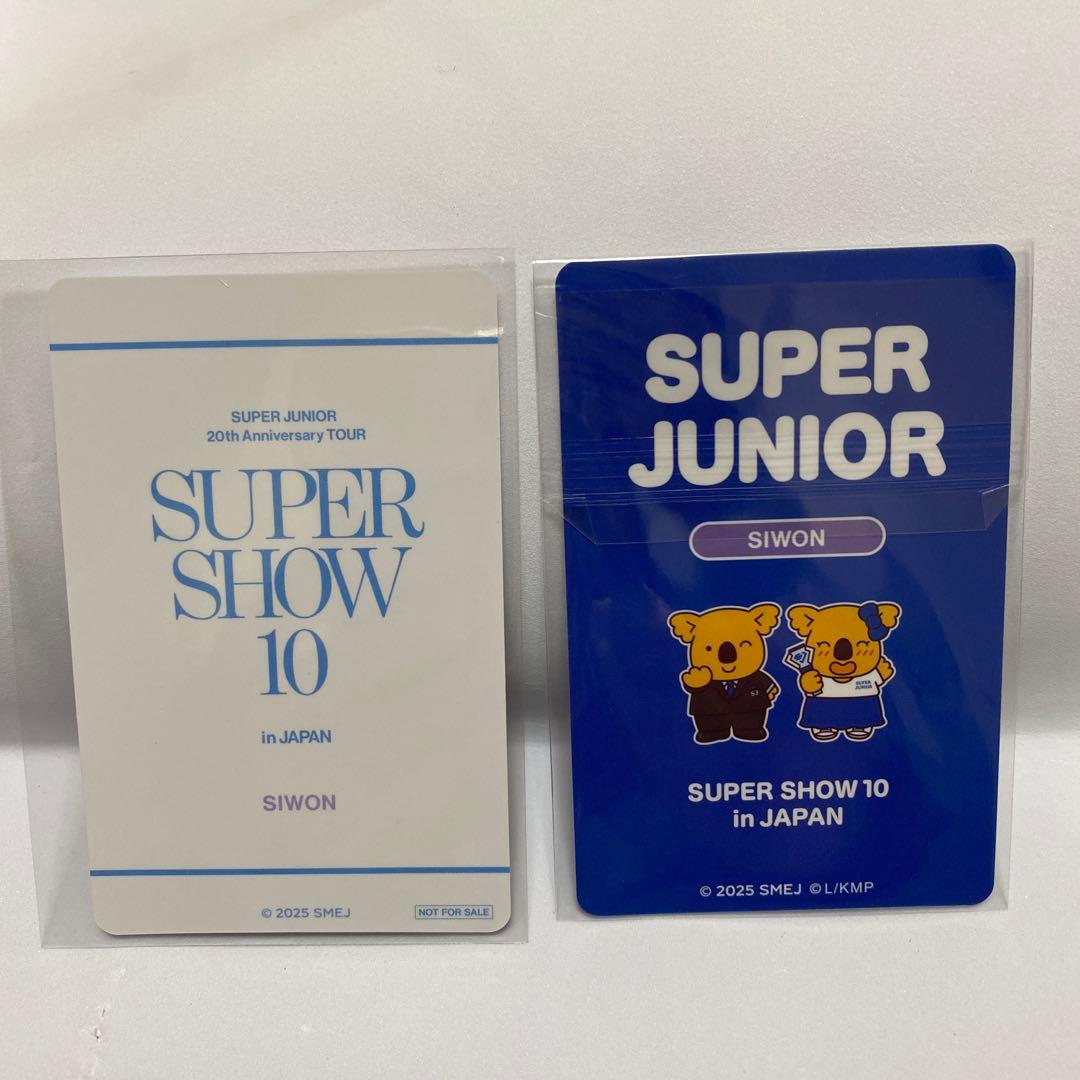 SUPER JUNIOR
20th Anniversary TOUR
SUPER
SHOW
10
in JAPAN
SIWON
© 2025 SMEJ
NOT FOR SALE
SUPER
JUNIOR
SIWON
SJ
SUPER
JUNIOR
SUPER SHOW 10
in JAPAN
© 2025 SMEJ © L/KMP